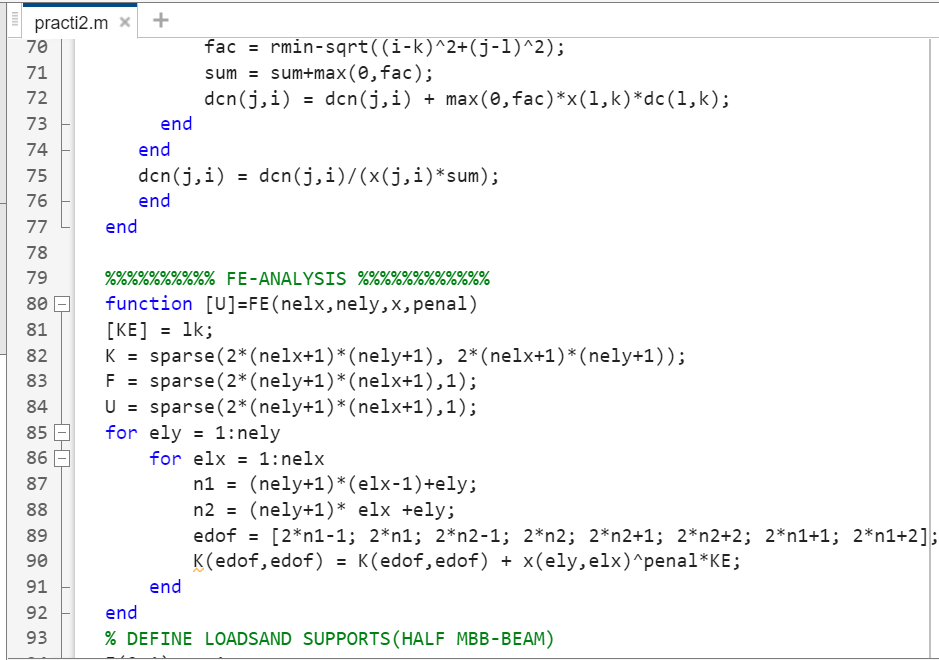 practi2.m × +
70 fac = rmin-sqrt((i-k)^2+(j-l)^2);
71 sum = sum+max(0,fac);
72 dcn(j,i) = dcn(j,i) + max(0,fac)*x(l,k)*dc(l,k);
73 end
74 end
75 dcn(j,i) = dcn(j,i)/(x(j,i)*sum);
76 end
77 end
78
79 %%%%%%%%%% FE-ANALYSIS %%%%%%%%%%%%
80 function [U]=FE(nelx,nely,x,penal)
81 [KE] = lk;
82 K = sparse(2*(nelx+1)*(nely+1), 2*(nelx+1)*(nely+1));
83 F = sparse(2*(nely+1)*(nelx+1),1);
84 U = sparse(2*(nely+1)*(nelx+1),1);
85 for ely = 1:nely
86 for elx = 1:nelx
87 n1 = (nely+1)*(elx-1)+ely;
88 n2 = (nely+1)* elx +ely;
89 edof = [2*n1-1; 2*n1; 2*n2-1; 2*n2; 2*n2+1; 2*n2+2; 2*n1+1; 2*n1+2];
90 K(edof,edof) = K(edof,edof) + x(ely,elx)^penal*KE;
91 end
92 end
93 % DEFINE LOADSAND SUPPORTS(HALF MBB-BEAM)